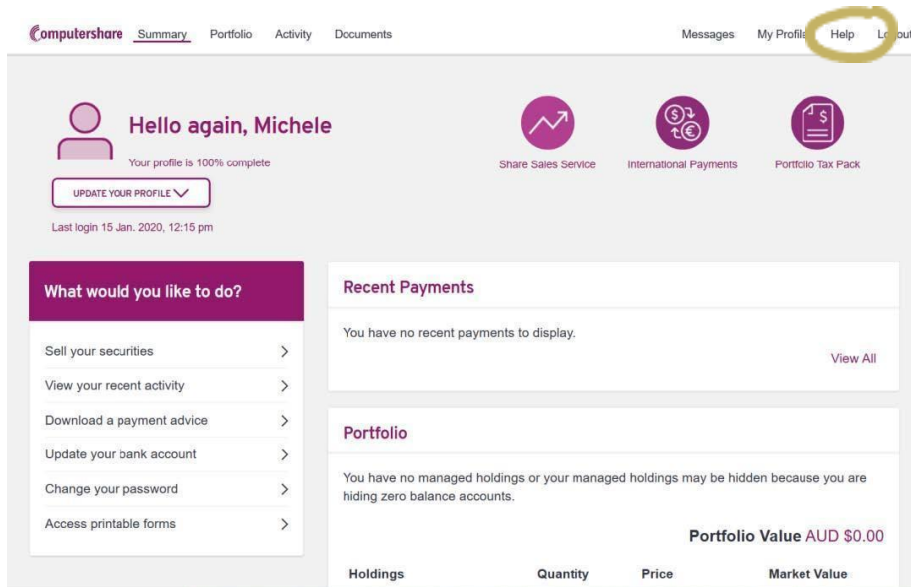 Computershare Summary Portfolio Activity Documents Messages My Profile Help Logout
Hello again, Michele
Your profile is 100% complete
UPDATE YOUR PROFILE
Last login 15 Jan. 2020, 12:15 pm
Share Sales Service International Payments Portfolio Tax Pack
What would you like to do?
Sell your securities
View your recent activity
Download a payment advice
Update your bank account
Change your password
Access printable forms
Recent Payments
You have no recent payments to display.
View All
Portfolio
You have no managed holdings or your managed holdings may be hidden because you are
hiding zero balance accounts.
Portfolio Value AUD $0.00
Holdings Quantity Price Market Value